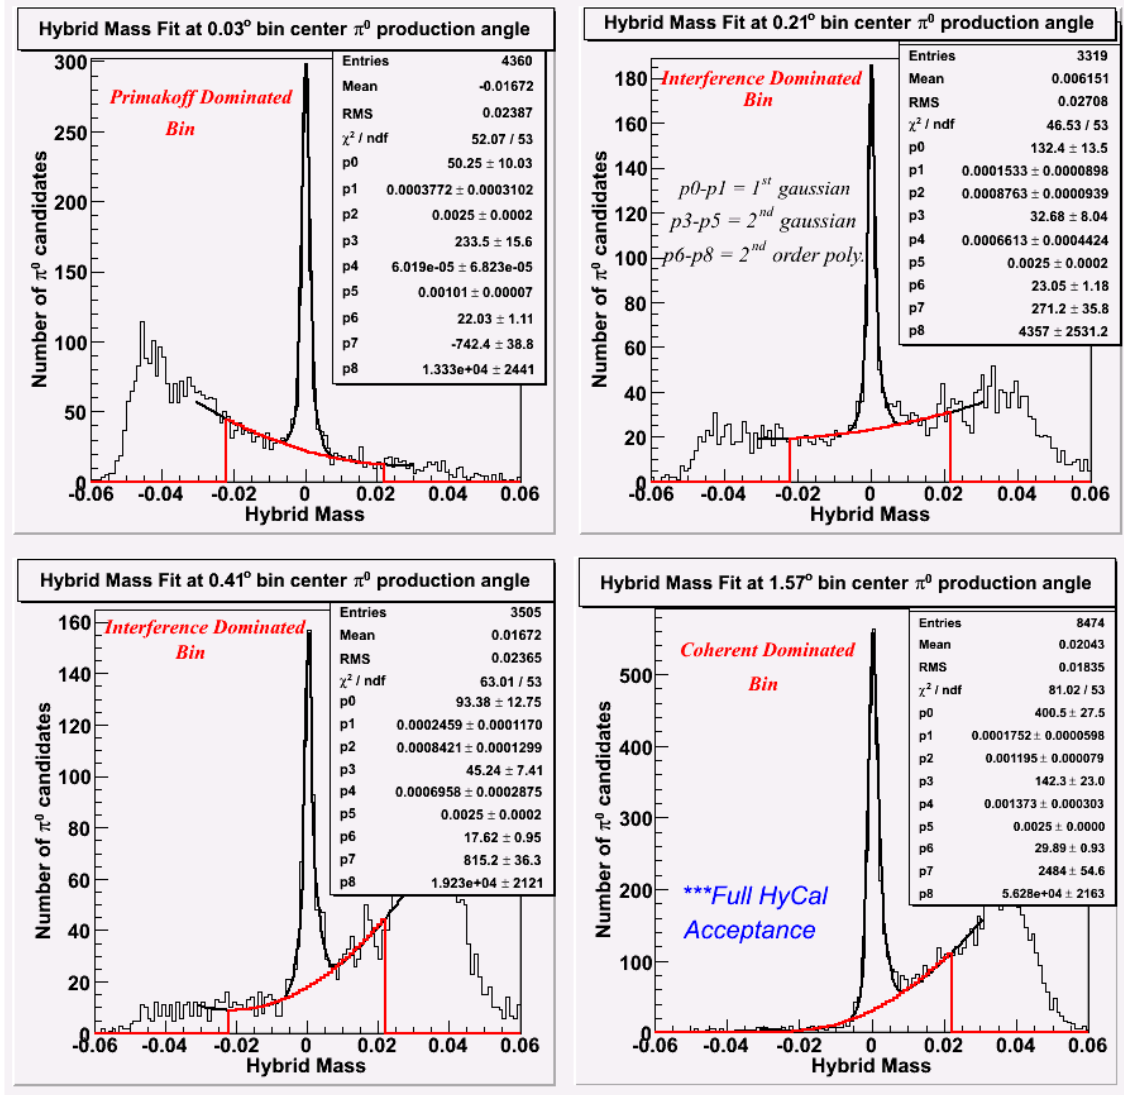 Hybrid Mass Fit at 0.03° bin center π⁰ production angle
Primakoff Dominated
Bin
Entries 4360
Mean -0.01672
RMS 0.02387
χ² / ndf 52.07 / 53
p0 50.25 ± 10.03
p1 0.0003772 ± 0.0003102
p2 0.0025 ± 0.0002
p3 233.5 ± 15.6
p4 6.019e-05 ± 6.823e-05
p5 0.00101 ± 0.00007
p6 22.03 ± 1.11
p7 -742.4 ± 38.8
p8 1.333e+04 ± 2441
Number of π⁰ candidates
300
250
200
150
100
50
0
-0.06 -0.04 -0.02 0 0.02 0.04 0.06
Hybrid Mass
Hybrid Mass Fit at 0.21° bin center π⁰ production angle
Interference Dominated
Bin
p0-p1 = 1st gaussian
p3-p5 = 2nd gaussian
p6-p8 = 2nd order poly.
Entries 3319
Mean 0.006151
RMS 0.02708
χ² / ndf 46.53 / 53
p0 132.4 ± 13.5
p1 0.0001533 ± 0.0000898
p2 0.0008763 ± 0.0000939
p3 32.68 ± 8.04
p4 0.0006613 ± 0.0004424
p5 0.0025 ± 0.0002
p6 23.05 ± 1.18
p7 271.2 ± 35.8
p8 4357 ± 2531.2
Number of π⁰ candidates
180
160
140
120
100
80
60
40
20
0
-0.06 -0.04 -0.02 0 0.02 0.04 0.06
Hybrid Mass
Hybrid Mass Fit at 0.41° bin center π⁰ production angle
Interference Dominated
Bin
Entries 3505
Mean 0.01672
RMS 0.02365
χ² / ndf 63.01 / 53
p0 93.38 ± 12.75
p1 0.0002459 ± 0.0001170
p2 0.0008421 ± 0.0001299
p3 45.24 ± 7.41
p4 0.0006958 ± 0.0002875
p5 0.0025 ± 0.0002
p6 17.62 ± 0.95
p7 815.2 ± 36.3
p8 1.923e+04 ± 2121
Number of π⁰ candidates
160
140
120
100
80
60
40
20
0
-0.06 -0.04 -0.02 0 0.02 0.04 0.06
Hybrid Mass
Hybrid Mass Fit at 1.57° bin center π⁰ production angle
Coherent Dominated
Bin
***Full HyCal
Acceptance
Entries 8474
Mean 0.02043
RMS 0.01835
χ² / ndf 81.02 / 53
p0 400.5 ± 27.5
p1 0.0001752 ± 0.0000598
p2 0.001195 ± 0.000079
p3 142.3 ± 23.0
p4 0.001373 ± 0.000303
p5 0.0025 ± 0.0000
p6 29.89 ± 0.93
p7 2484 ± 54.6
p8 5.628e+04 ± 2163
Number of π⁰ candidates
500
400
300
200
100
0
-0.06 -0.04 -0.02 0 0.02 0.04 0.06
Hybrid Mass